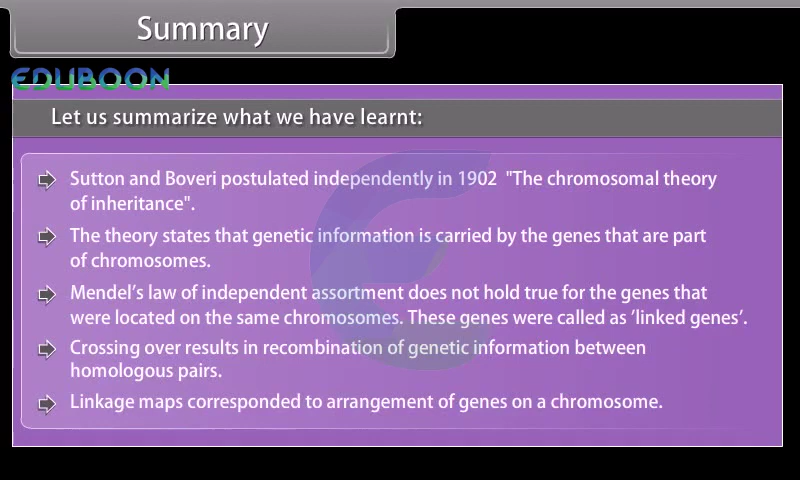 Summary
EDUBOON
Let us summarize what we have learnt:
Sutton and Boveri postulated independently in 1902 "The chromosomal theory
of inheritance".
The theory states that genetic information is carried by the genes that are part
of chromosomes.
Mendel's law of independent assortment does not hold true for the genes that
were located on the same chromosomes. These genes were called as 'linked genes'.
Crossing over results in recombination of genetic information between
homologous pairs.
Linkage maps corresponded to arrangement of genes on a chromosome.